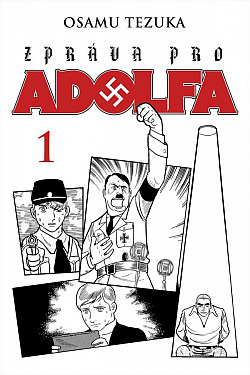 OSAMU TEZUKA
ZPRÁVA PRO
ADOLFA
1